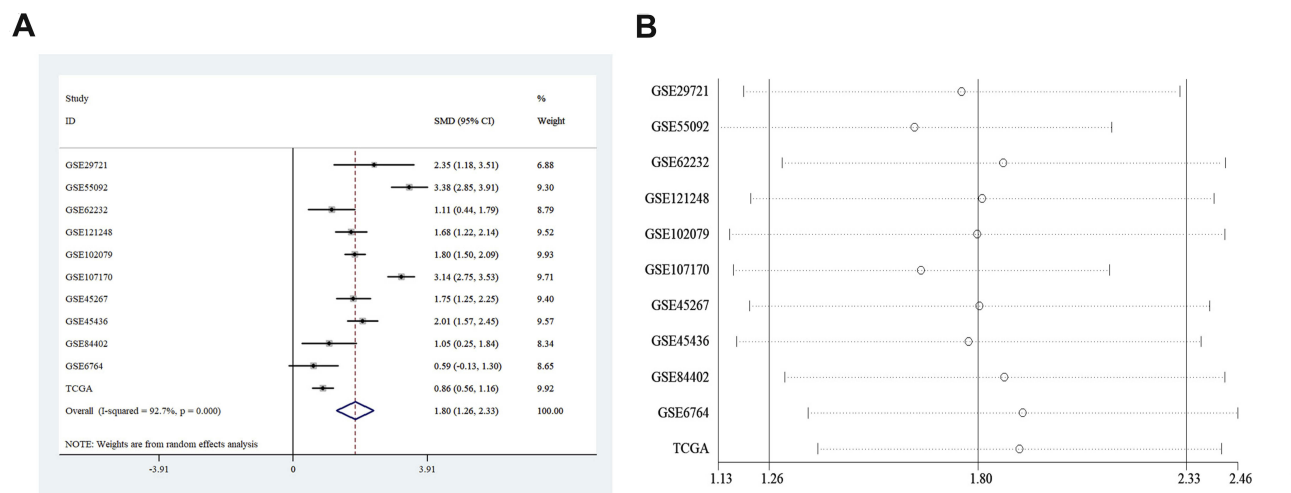 A
Study %
ID SMD (95% CI) Weight
GSE29721 2.35 (1.18, 3.51) 6.88
GSE55092 3.38 (2.85, 3.91) 9.30
GSE62232 1.11 (0.44, 1.79) 8.79
GSE121248 1.68 (1.22, 2.14) 9.52
GSE102079 1.80 (1.50, 2.09) 9.93
GSE107170 3.14 (2.75, 3.53) 9.71
GSE45267 1.75 (1.25, 2.25) 9.40
GSE45436 2.01 (1.57, 2.45) 9.57
GSE84402 1.05 (0.25, 1.84) 8.34
GSE6764 0.59 (-0.13, 1.30) 8.65
TCGA 0.86 (0.56, 1.16) 9.92
Overall (I-squared = 92.7%, p = 0.000) 1.80 (1.26, 2.33) 100.00
NOTE: Weights are from random effects analysis
-3.91 0 3.91
B
GSE29721
GSE55092
GSE62232
GSE121248
GSE102079
GSE107170
GSE45267
GSE45436
GSE84402
GSE6764
TCGA
1.13 1.26 1.80 2.33 2.46